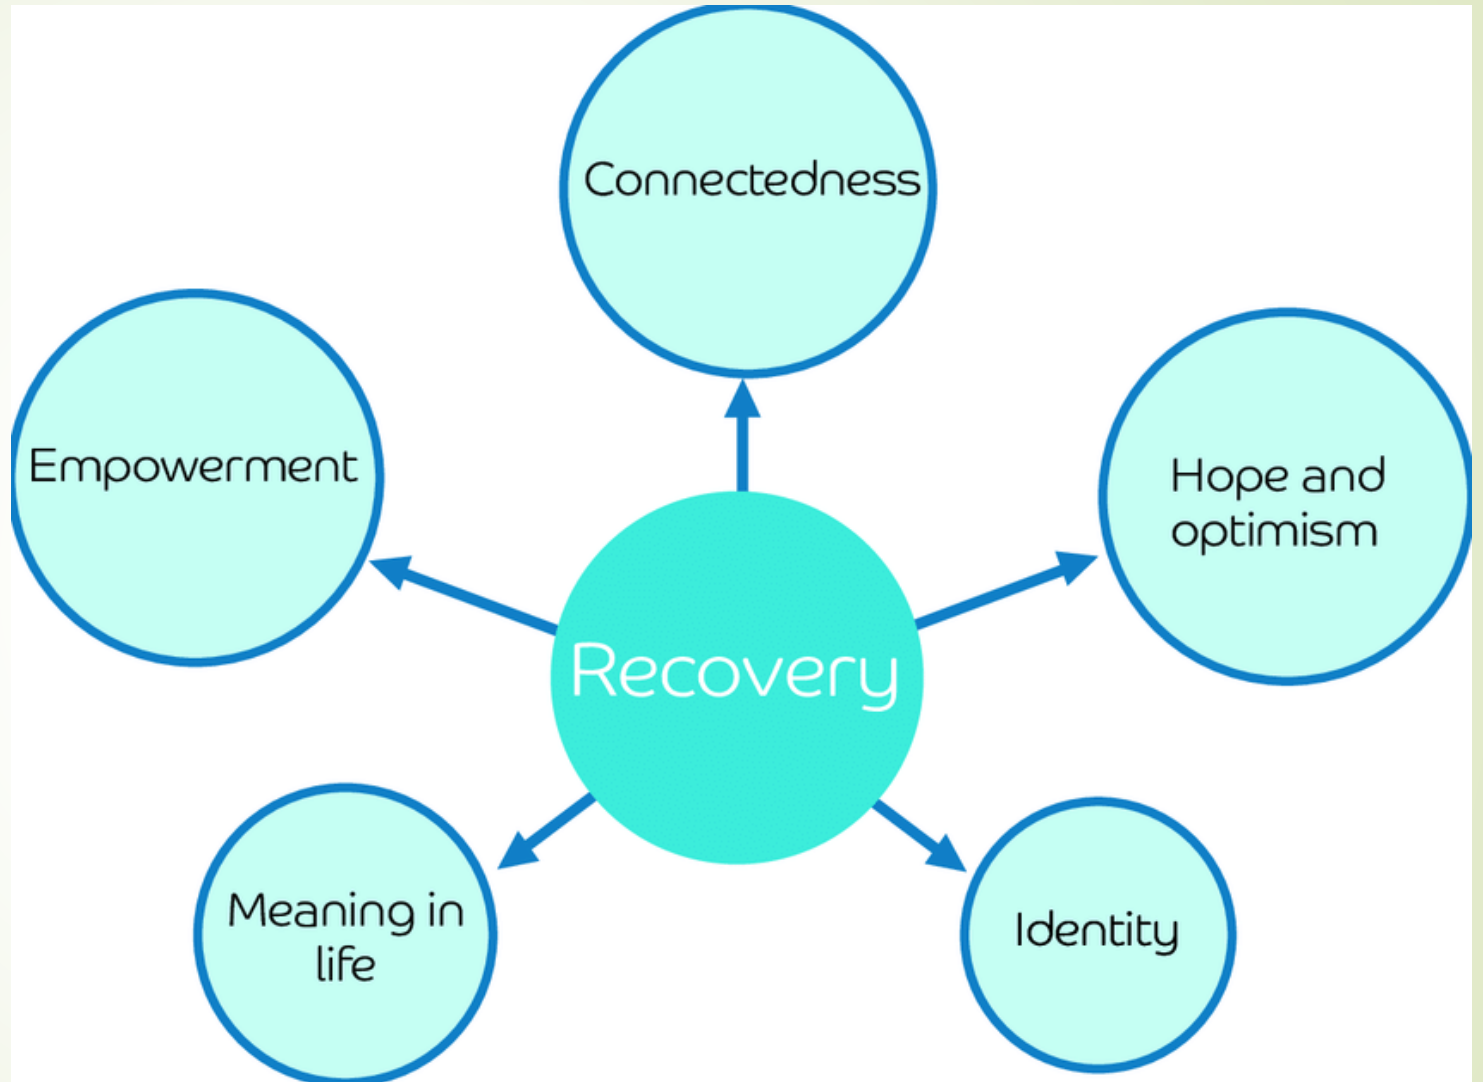 Connectedness
Empowerment
Hope and
optimism
Recovery
Meaning in
life
Identity